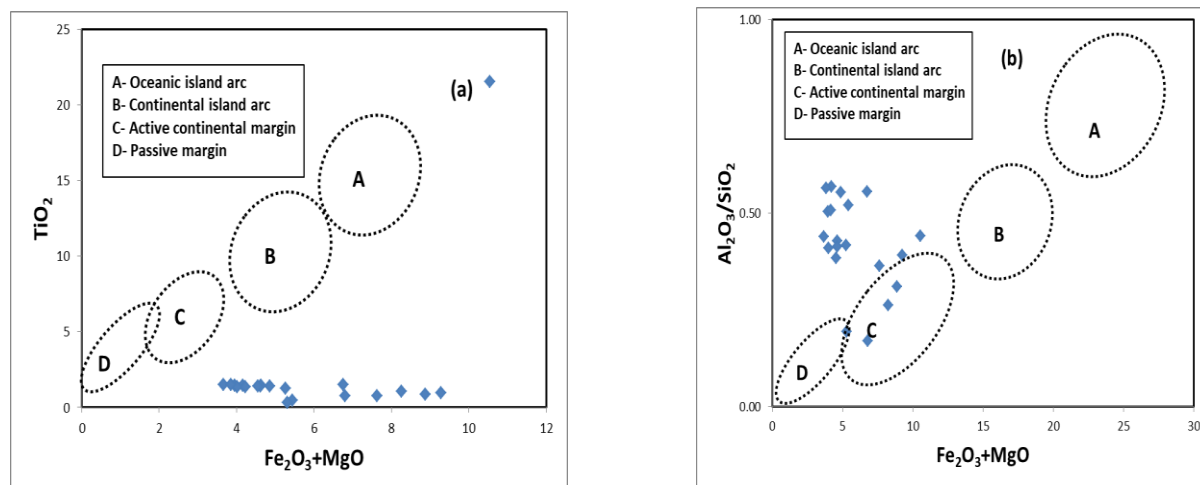 25
20
15
10
5
0
TiO₂
A- Oceanic island arc
B- Continental island arc
C- Active continental margin
D- Passive margin
(a)
A
B
C
D
0 2 4 6 8 10 12
Fe₂O₃+MgO
1.00
0.50
0.00
Al₂O₃/SiO₂
A- Oceanic island arc
B- Continental island arc
C- Active continental margin
D- Passive margin
(b)
A
B
C
D
0 5 10 15 20 25 30
Fe₂O₃+MgO